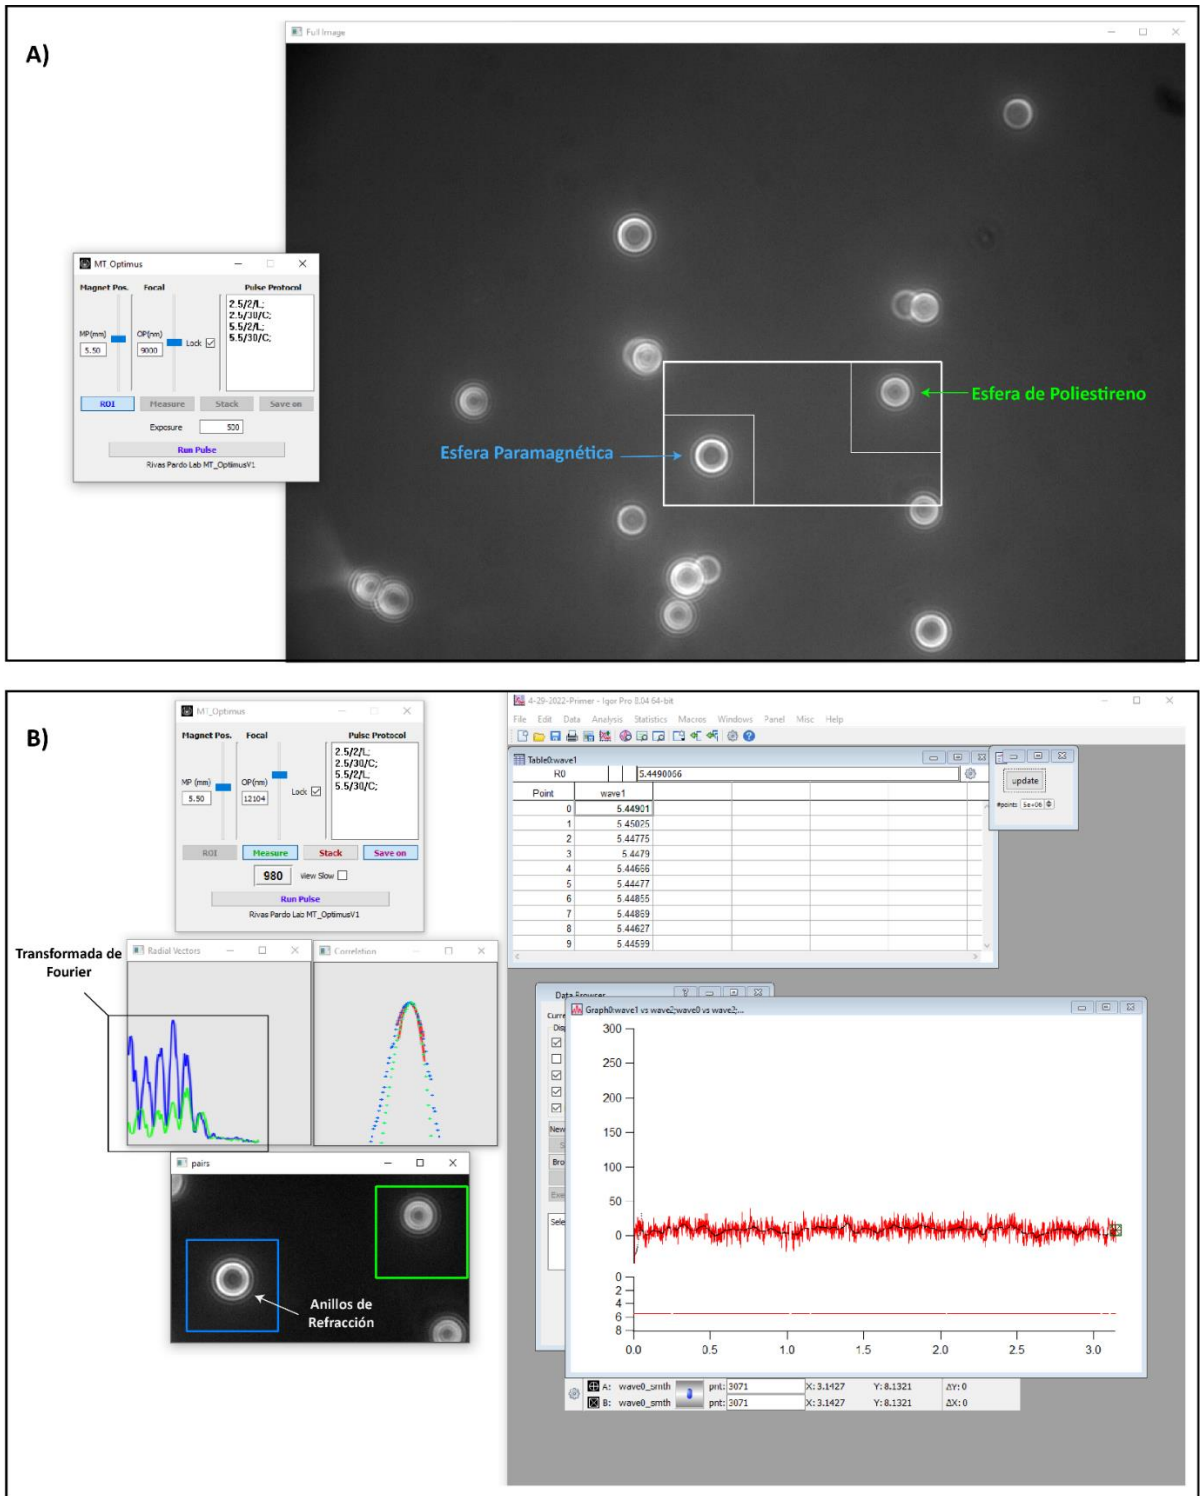 A)
Full Image
MT_Optimus
Magnet Pos. Focal Pulse Protocol
2.5/2/L;
2.5/30/C;
5.5/2/L;
5.5/30/C;
MP(mm) OP(nm) Lock
5.50 9000
ROI Measure Stack Save on
Exposure 500
Run Pulse
Rivas Pardo Lab MT_OptimusV1
Esfera de Poliestireno
Esfera Paramagnética
B)
MT_Optimus
Magnet Pos. Focal Pulse Protocol
2.5/2/L;
2.5/30/C;
5.5/2/L;
5.5/30/C;
MP (mm) OP(nm) Lock
5.50 12104
ROI Measure Stack Save on
980 view Slow
Run Pulse
Rivas Pardo Lab MT_OptimusV1
Transformada de
Fourier
Radial Vectors
Correlation
pairs
Anillos de
Refracción
4-29-2022-Primer - Igor Pro 8.04 64-bit
File Edit Data Analysis Statistics Macros Windows Panel Misc Help
Table0:wave1
R0 5.4490056
Point wave1
0 5.44901
1 5.45025
2 5.44775
3 5.4479
4 5.44666
5 5.44477
6 5.44855
7 5.44869
8 5.44627
9 5.44599
update
#points 5e+06
Data Browser
Curre
Disp
New
S
Bro
Exe
Sele
Graph0:wave1 vs wave2;wave0 vs wave2;...
300
250
200
150
100
50
0
0
2
4
6
8
0.0 0.5 1.0 1.5 2.0 2.5 3.0
A: wave0_smth pnt: 3071 X: 3.1427 Y: 8.1321 ΔY: 0
B: wave0_smth pnt: 3071 X: 3.1427 Y: 8.1321 ΔX: 0